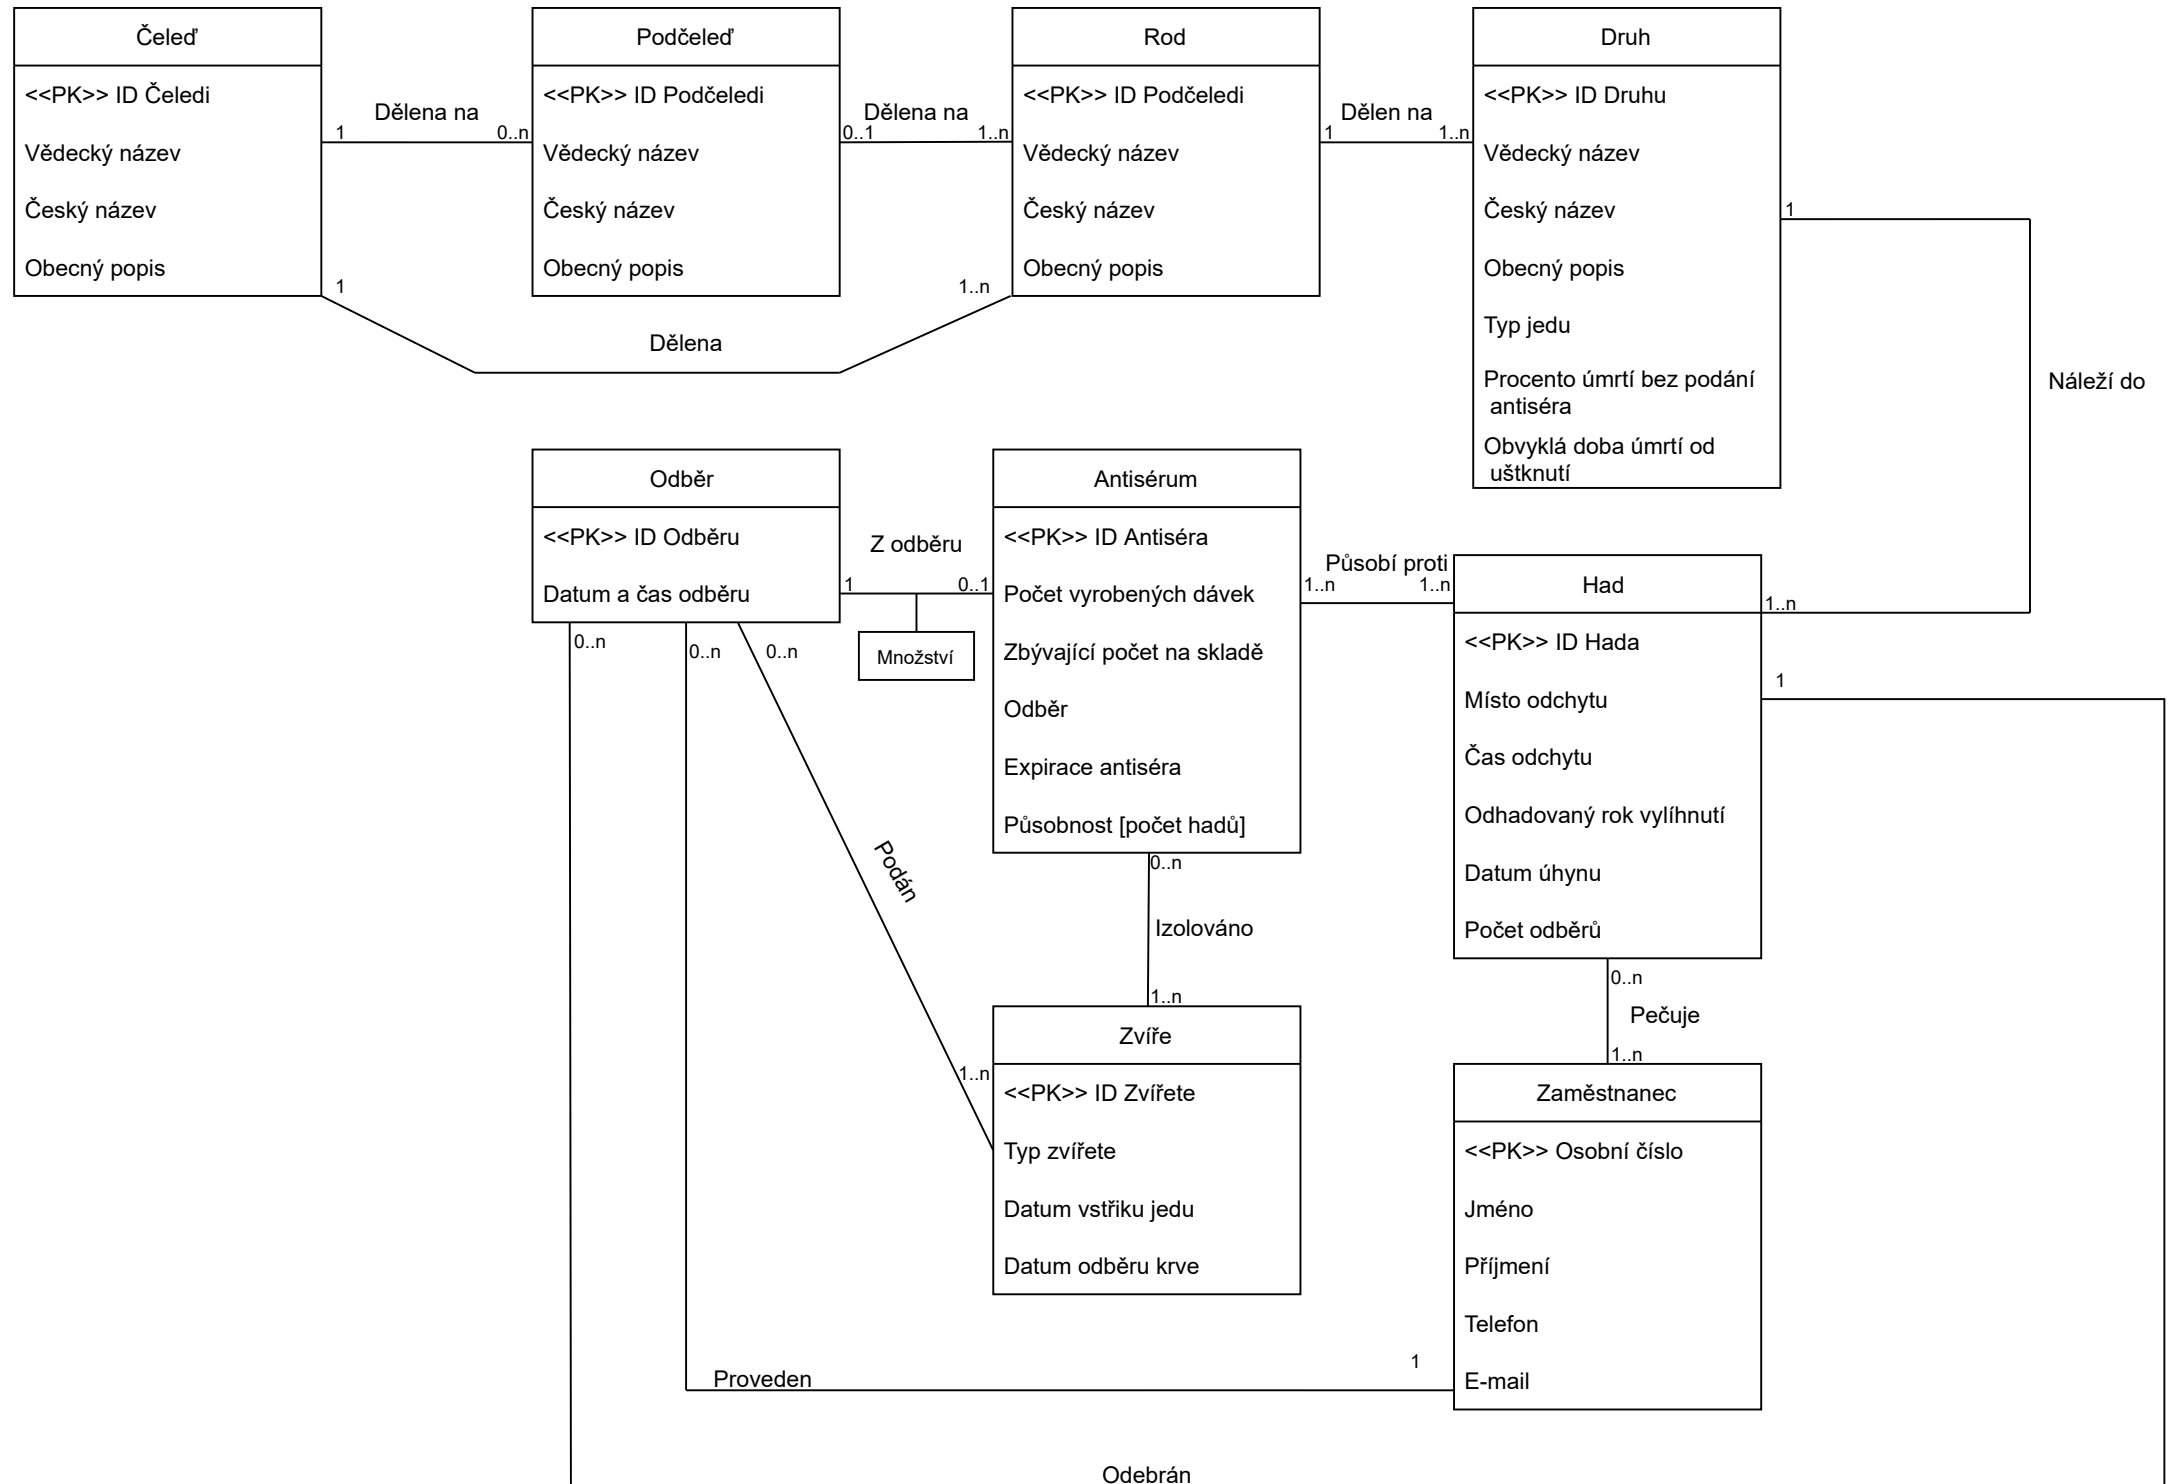 Čeleď
<<PK>> ID Čeledi
Vědecký název
Český název
Obecný popis
Dělena na
1
0..n
Podčeleď
<<PK>> ID Podčeledi
Vědecký název
Český název
Obecný popis
Dělena na
0..1
1..n
Rod
<<PK>> ID Podčeledi
Vědecký název
Český název
Obecný popis
Dělen na
1
1..n
Druh
<<PK>> ID Druhu
Vědecký název
Český název
Obecný popis
Typ jedu
Procento úmrtí bez podání
antiséra
Obvyklá doba úmrtí od
uštknutí
1
1..n
Dělena
1
Náleží do
1..n
Odběr
<<PK>> ID Odběru
Datum a čas odběru
Z odběru
1
0..1
Množství
Antisérum
<<PK>> ID Antiséra
Počet vyrobených dávek
Zbývající počet na skladě
Odběr
Expirace antiséra
Působnost [počet hadů]
Působí proti
1..n
1..n
Had
<<PK>> ID Hada
Místo odchytu
Čas odchytu
Odhadovaný rok vylíhnutí
Datum úhynu
Počet odběrů
1
0..n
0..n
0..n
Podán
1..n
0..n
Izolováno
1..n
Zvíře
<<PK>> ID Zvířete
Typ zvířete
Datum vstřiku jedu
Datum odběru krve
0..n
Pečuje
1..n
Zaměstnanec
<<PK>> Osobní číslo
Jméno
Příjmení
Telefon
E-mail
Proveden
1
Odebrán